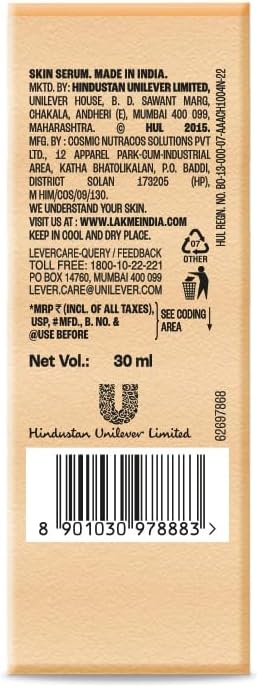 SKIN SERUM. MADE IN INDIA.
MKTD. BY: HINDUSTAN UNILEVER LIMITED,
UNILEVER HOUSE, B. D. SAWANT MARG,
CHAKALA, ANDHERI (E), MUMBAI 400 099,
MAHARASHTRA. © HUL 2015.
MFG. BY : COSMIC NUTRACOS SOLUTIONS PVT
LTD., 12 APPAREL PARK-CUM-INDUSTRIAL
AREA, KATHA BHATOLIKALAN, P.O. BADDI,
DISTRICT SOLAN 173205 (HP),
M HIM/COS/09/130.
WE UNDERSTAND YOUR SKIN.
VISIT US AT : WWW.LAKMEINDIA.COM
KEEP IN COOL AND DRY PLACE.
LEVERCARE-QUERY / FEEDBACK
TOLL FREE: 1800-10-22-221
PO BOX 14760, MUMBAI 400 099
LEVER.CARE@UNILEVER.COM
*MRP ₹ (INCL. OF ALL TAXES),
USP, #MFD., B. NO. &
@USE BEFORE
SEE CODING
AREA
HUL REGN. NO. BO-13-000-07-AAACH1004N-22
07
OTHER
Net Vol.: 30 ml
Hindustan Unilever Limited
62697868
8 901030 978883 >